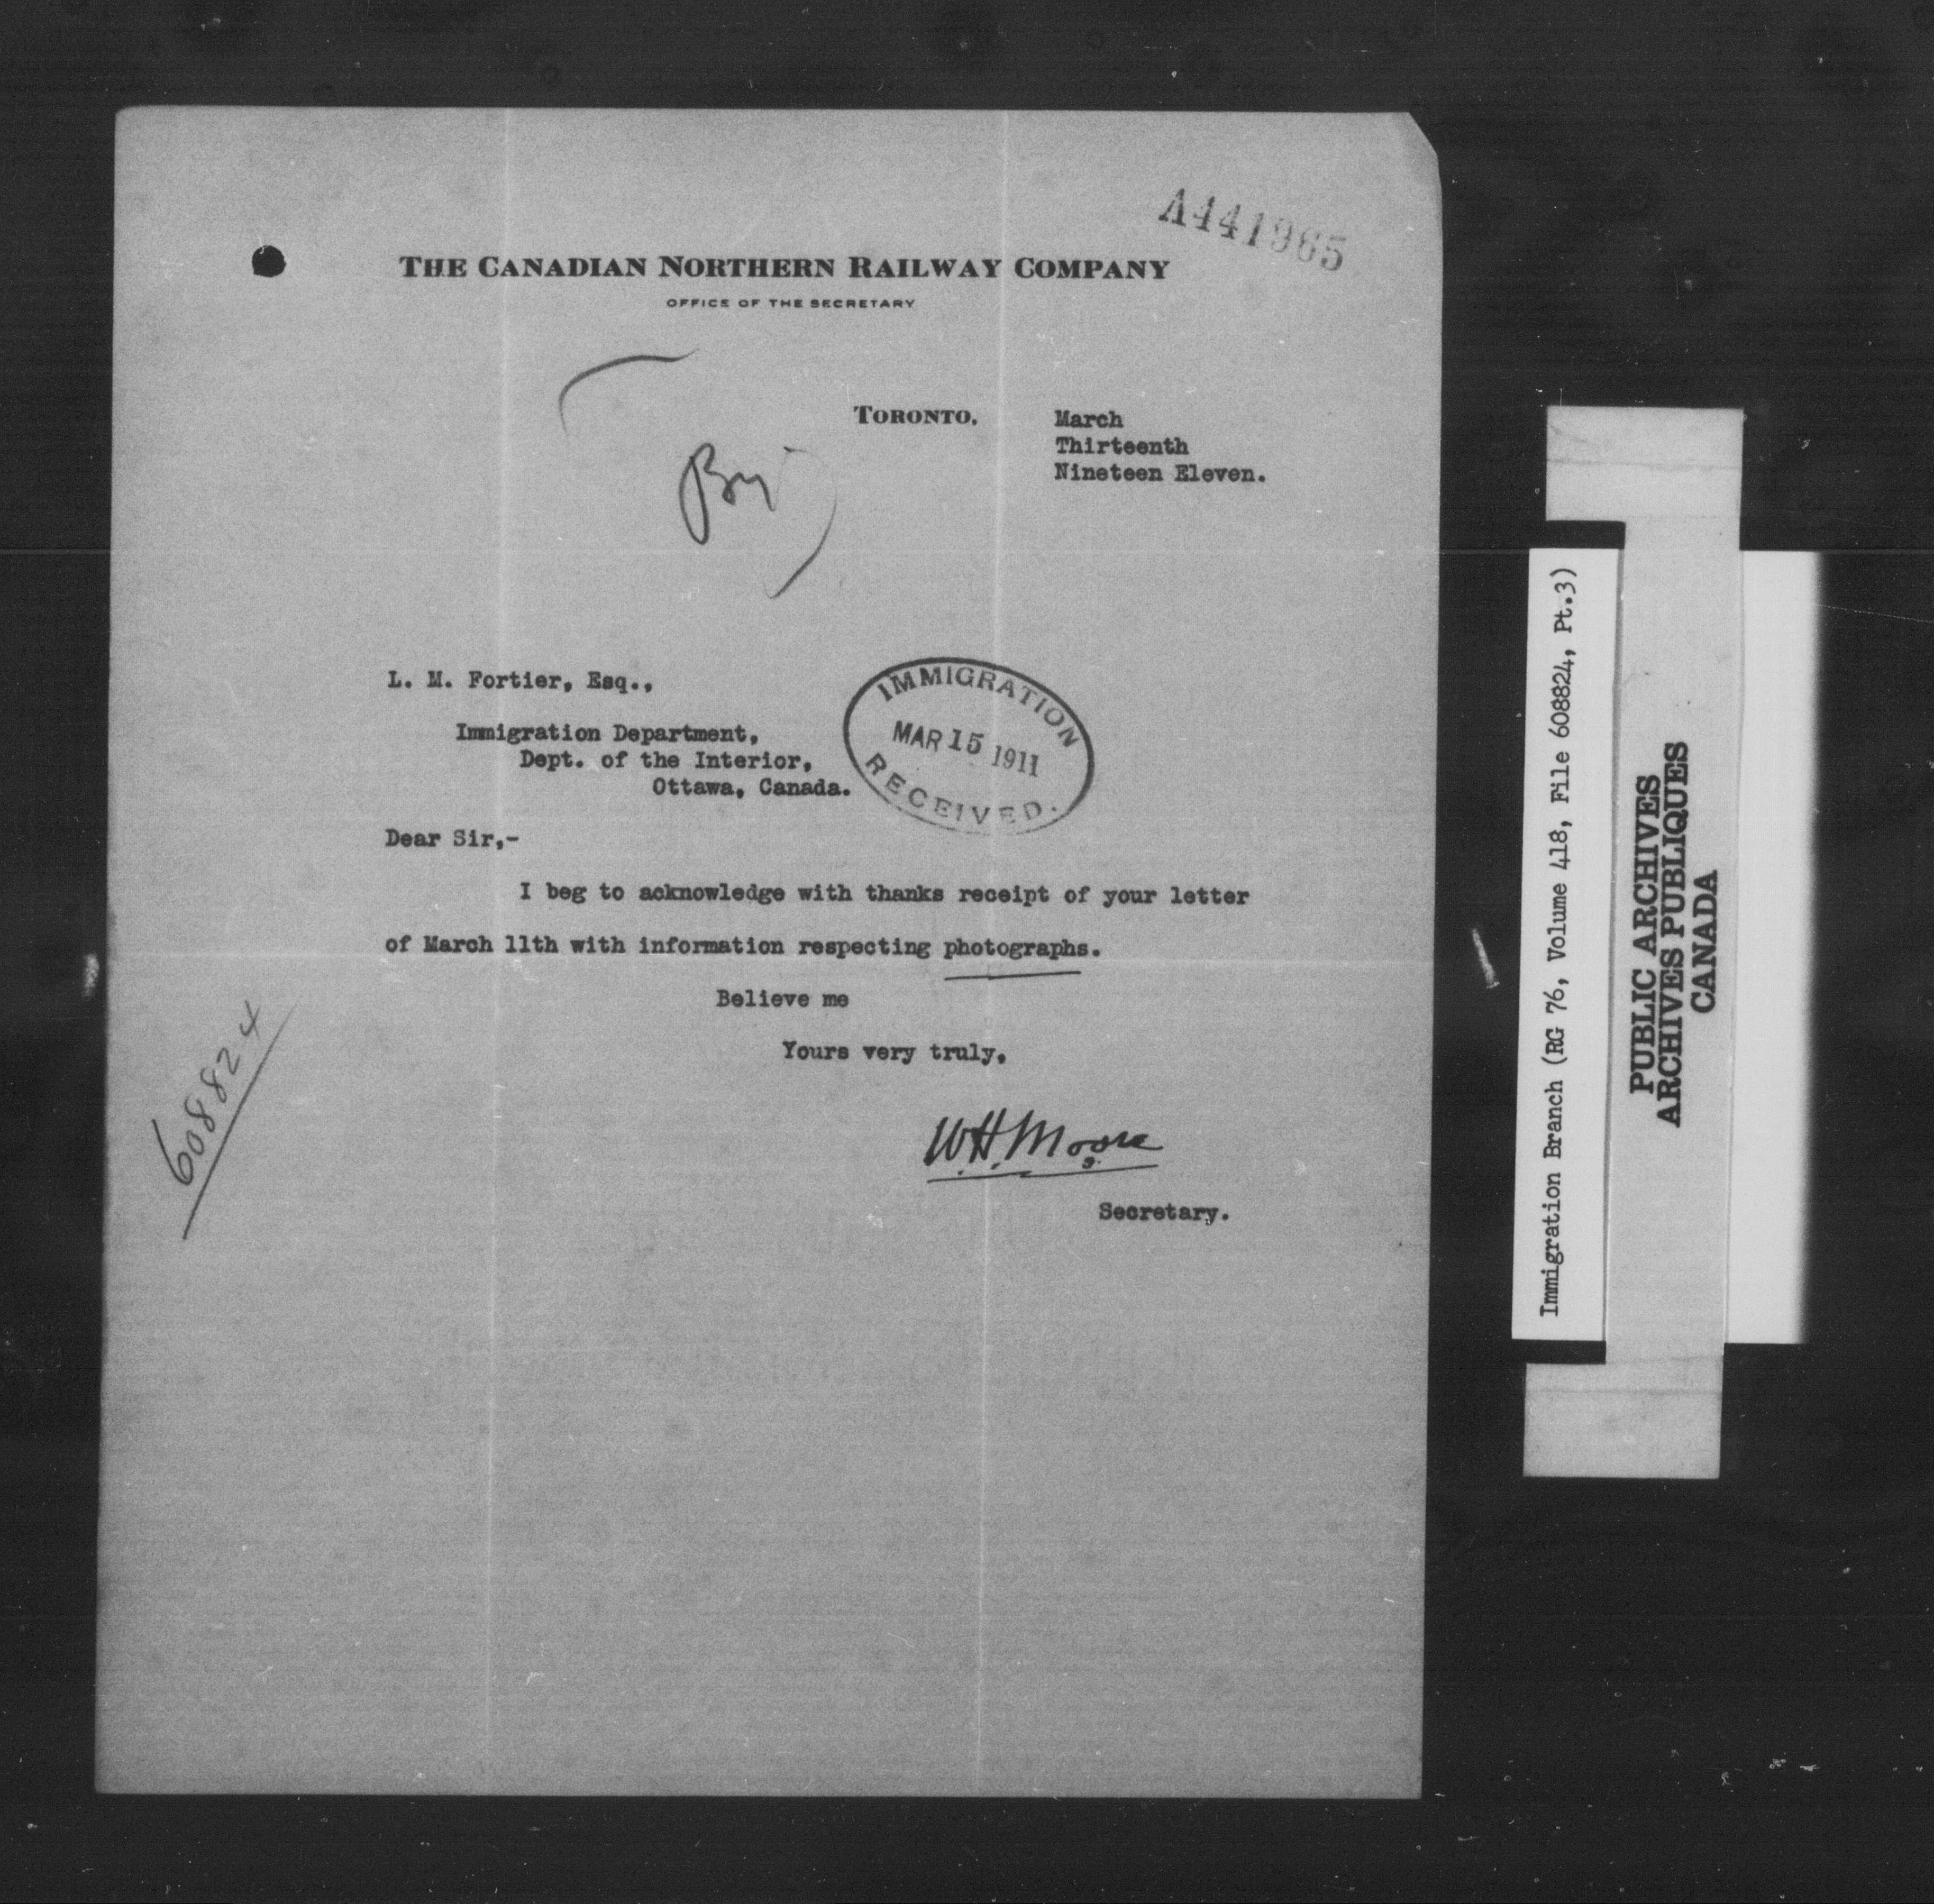 A441985
THE CANADIAN NORTHERN RAILWAY COMPANY
OFFICE OF THE SECRETARY
TORONTO, March
Thirteenth
Nineteen Eleven.
L. M. Fortier, Esq.,
Immigration Department,
Dept. of the Interior,
Ottawa, Canada.
IMMIGRATION
MAR 15 1911
RECEIVED.
Dear Sir,-
I beg to acknowledge with thanks receipt of your letter
of March 11th with information respecting photographs.
Believe me
Yours very truly,
W.H. Moore
Secretary.
608824
Immigration Branch (RG 76, Volume 418, File 608824, Pt.3)
PUBLIC ARCHIVES
ARCHIVES PUBLIQUES
CANADA